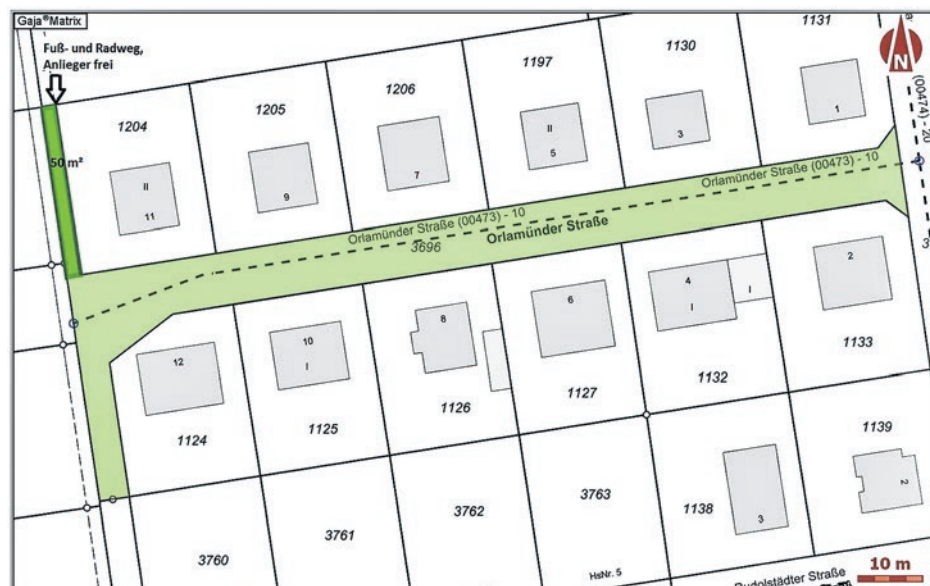 Gaja®Matrix
Fuß- und Radweg,
Anlieger frei
1204
1205
1206
1197
1130
1131
N
(00474) - 20
50 m²
II
11
9
7
II
5
3
1
Orlamünder Straße (00473) - 10
Orlamünder Straße (00473) - 10
3696
Orlamünder Straße
12
10
I
8
6
4
I
I
2
1124
1125
1126
1127
1132
1133
3760
3761
3762
3763
1138
3
1139
2
HsNr. 5
Rudolstädter Straße
10 m